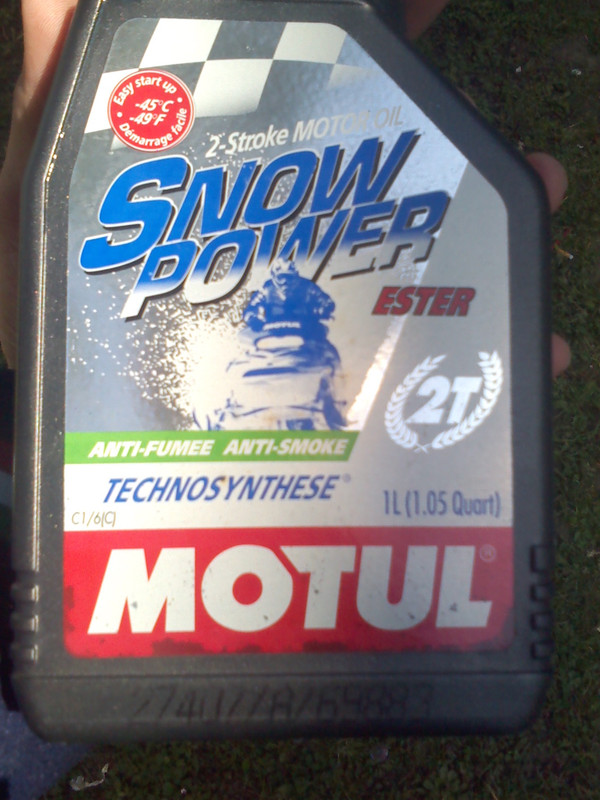 Easy start up
-45°C
-49°F
Démarrage facile
2-Stroke MOTOR OIL
SNOW
POWER
MOTUL
ESTER
2T
ANTI-FUMEE ANTI-SMOKE
TECHNOSYNTHESE®
1L (1.05 Quart)
C1/6(C)
MOTUL®